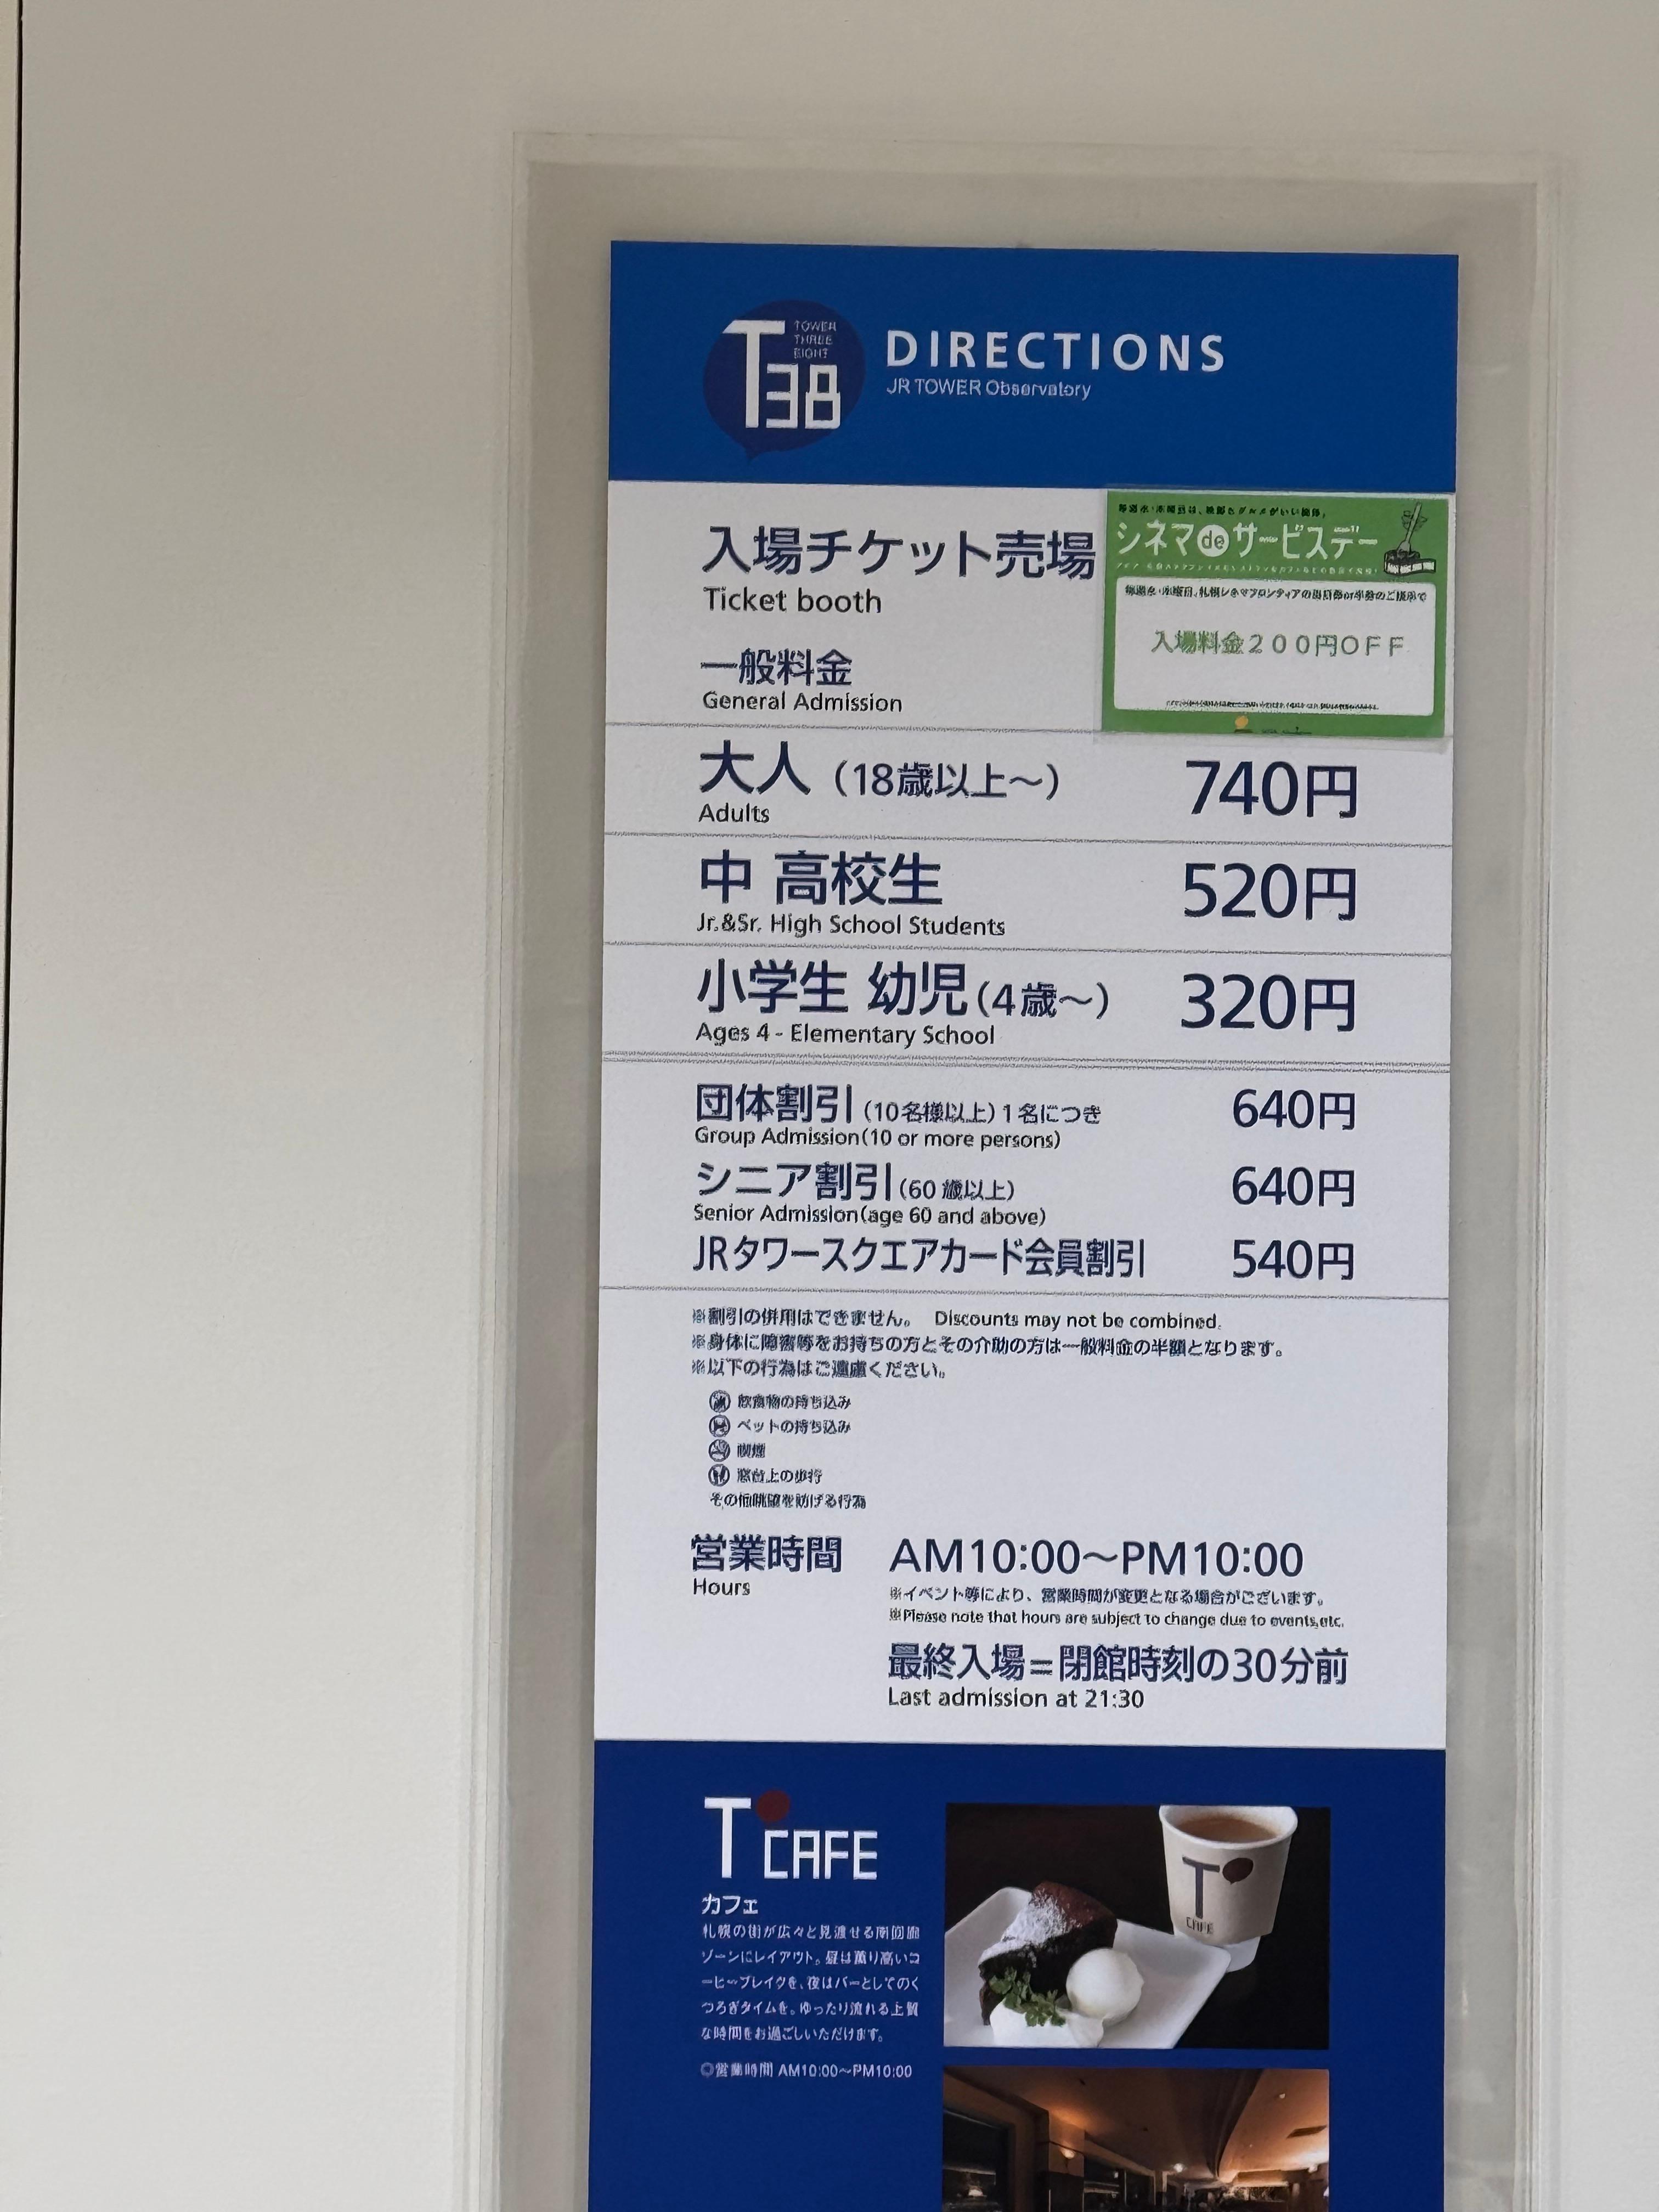 TOWER
THREE
EIGHT
T38
DIRECTIONS
JR TOWER Observatory
入場チケット売場
Ticket booth
シネマdeサービスデー
入場料金200円OFF
一般料金
General Admission
大人（18歳以上～） 740円
Adults
中 高校生 520円
Jr.&Sr. High School Students
小学生 幼児（4歳～） 320円
Ages 4 - Elementary School
団体割引（10名様以上）1名につき 640円
Group Admission(10 or more persons)
シニア割引（60歳以上） 640円
Senior Admission(age 60 and above)
JRタワースクエアカード会員割引 540円
※割引の併用はできません。 Discounts may not be combined.
※身体に障害等をお持ちの方とその介助の方は一般料金の半額となります。
※以下の行為はご遠慮ください。
飲食物の持ち込み
ペットの持ち込み
喫煙
窓台上の歩行
その他眺望を妨げる行為
営業時間 AM10:00～PM10:00
Hours
※イベント等により、営業時間が変更となる場合がございます。
※Please note that hours are subject to change due to events,etc.
最終入場=閉館時刻の30分前
Last admission at 21:30
T CAFE
カフェ
札幌の街が広々と見渡せる南回廊
ゾーンにレイアウト。昼は薫り高いコ
ーヒーブレイクを、夜はバーとしてのく
つろぎタイムを。ゆったり流れる上質
な時間をお過ごしいただけます。
◎営業時間 AM10:00～PM10:00
T
CAFE